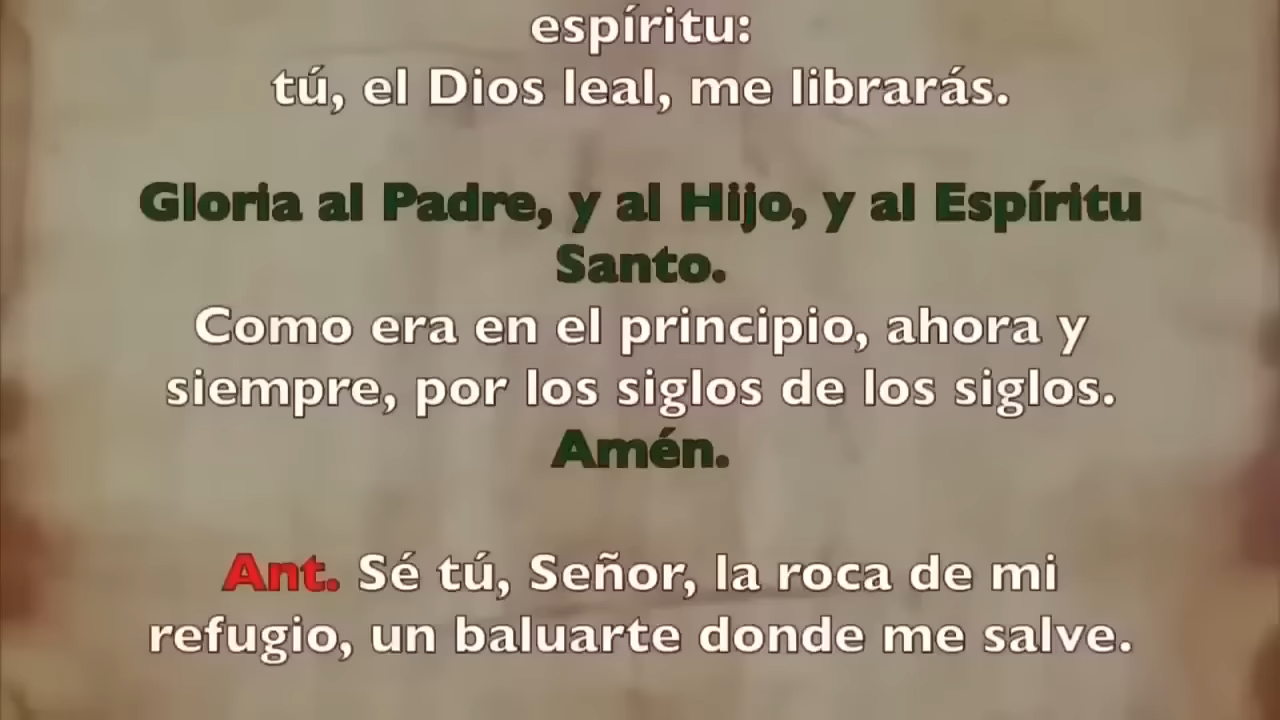 espíritu:
tú, el Dios leal, me librarás.
Gloria al Padre, y al Hijo, y al Espíritu
Santo.
Como era en el principio, ahora y
siempre, por los siglos de los siglos.
Amén.
Ant. Sé tú, Señor, la roca de mi
refugio, un baluarte donde me salve.